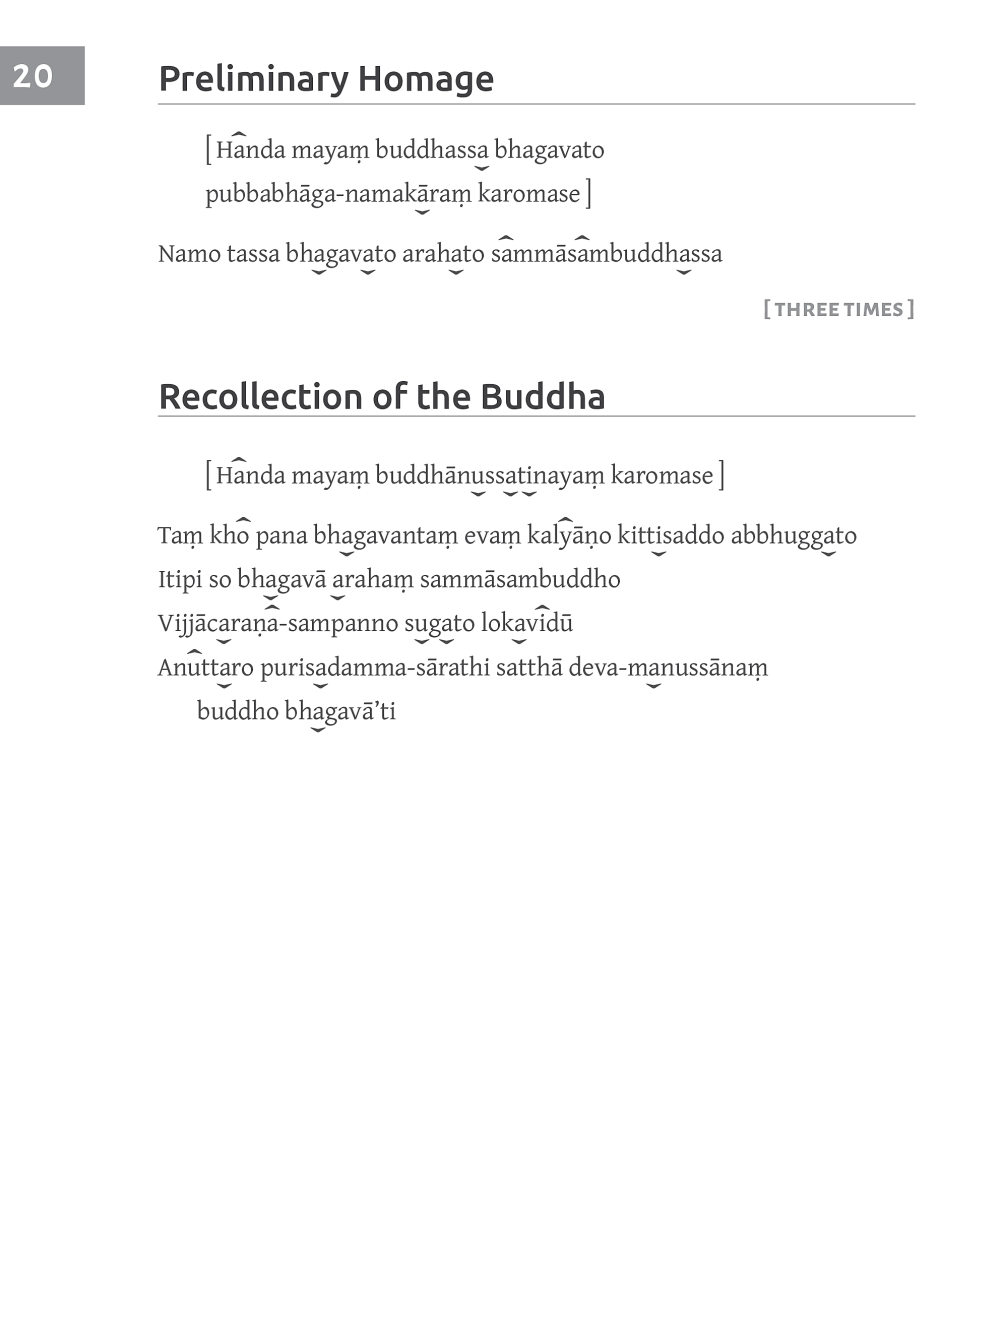 20
Preliminary Homage
[ Handa mayaṃ buddhassa bhagavato
pubbabhāga-namakāraṃ karomase ]
Namo tassa bhagavato arahato sammāsambuddhassa
[ THREE TIMES ]
Recollection of the Buddha
[ Handa mayaṃ buddhānussatinayaṃ karomase ]
Taṃ kho pana bhagavantaṃ evaṃ kalyāṇo kittisaddo abbhuggato
Itipi so bhagavā arahaṃ sammāsambuddho
Vijjācaraṇa-sampanno sugato lokavidū
Anuttaro purisadamma-sārathi satthā deva-manussānaṃ
buddho bhagavā’ti